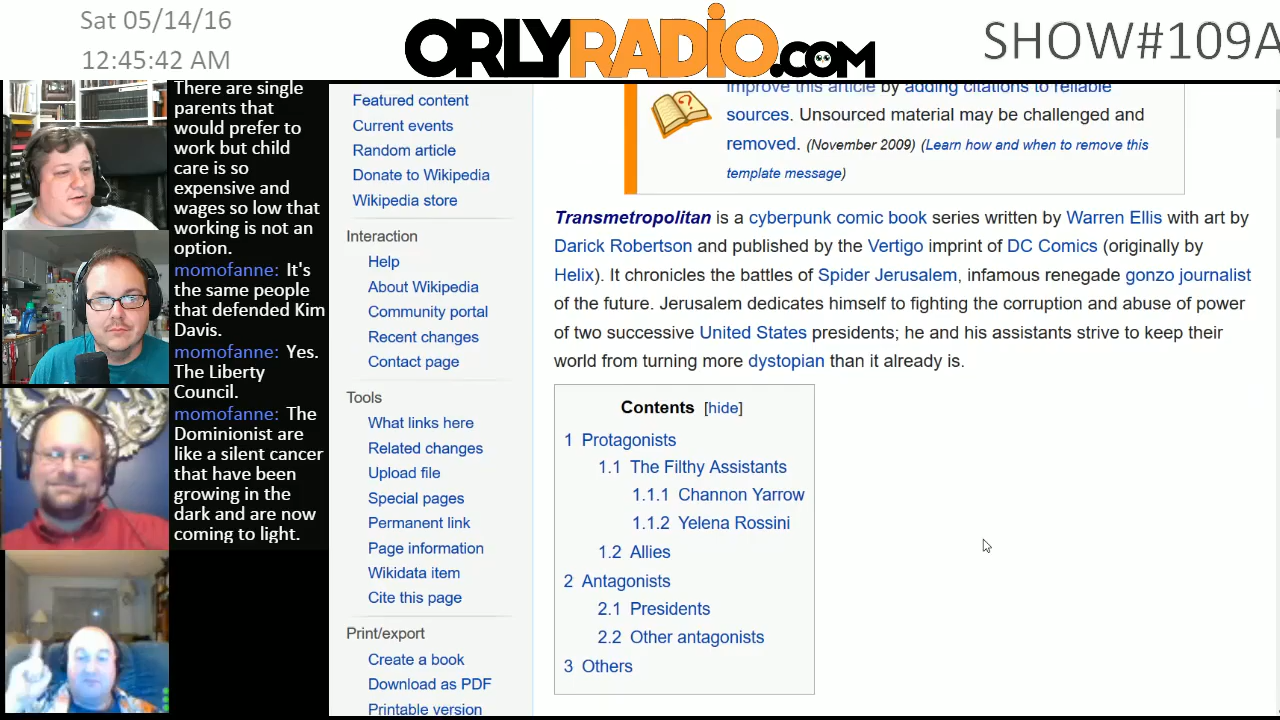 Sat 05/14/16
12:45:42 AM
ORLYRADiO.COM
SHOW#109A
There are single
parents that
would prefer to
work but child
care is so
expensive and
wages so low that
working is not an
option.
momofanne: It's
the same people
that defended Kim
Davis.
momofanne: Yes.
The Liberty
Council.
momofanne: The
Dominionist are
like a silent cancer
that have been
growing in the
dark and are now
coming to light.
Featured content
Current events
Random article
Donate to Wikipedia
Wikipedia store
Interaction
Help
About Wikipedia
Community portal
Recent changes
Contact page
Tools
What links here
Related changes
Upload file
Special pages
Permanent link
Page information
Wikidata item
Cite this page
Print/export
Create a book
Download as PDF
Printable version
improve this article by adding citations to reliable
sources. Unsourced material may be challenged and
removed. (November 2009) (Learn how and when to remove this
template message)
Transmetropolitan is a cyberpunk comic book series written by Warren Ellis with art by
Darick Robertson and published by the Vertigo imprint of DC Comics (originally by
Helix). It chronicles the battles of Spider Jerusalem, infamous renegade gonzo journalist
of the future. Jerusalem dedicates himself to fighting the corruption and abuse of power
of two successive United States presidents; he and his assistants strive to keep their
world from turning more dystopian than it already is.
Contents [hide]
1 Protagonists
1.1 The Filthy Assistants
1.1.1 Channon Yarrow
1.1.2 Yelena Rossini
1.2 Allies
2 Antagonists
2.1 Presidents
2.2 Other antagonists
3 Others